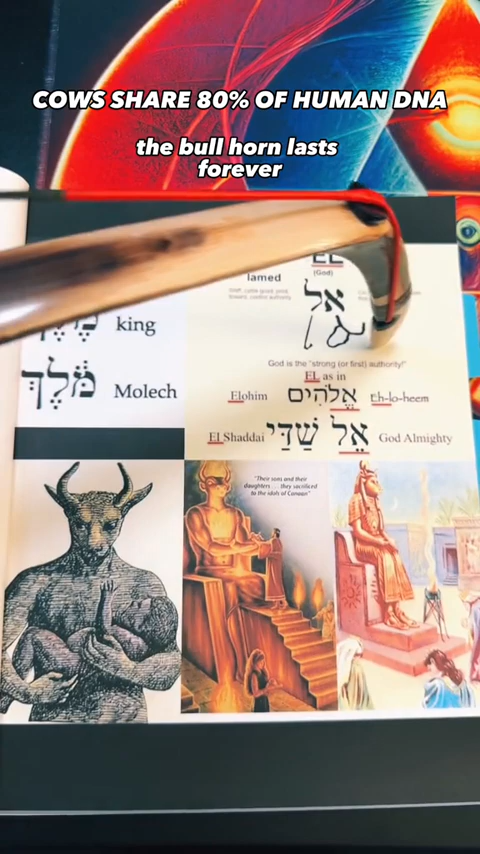 COWS SHARE 80% OF HUMAN DNA
the bull horn lasts
forever
EL
(God)
lamed
אל
king
God is the "strong (or first) authority!"
EL as in
מֹ֝לֶךְ Molech
Elohim אֱלֹהִים Eh-lo-heem
El Shaddai אֵל שַׁדַּי God Almighty
"Their sons and their
daughters . . . they sacrificed
to the idols of Canaan"